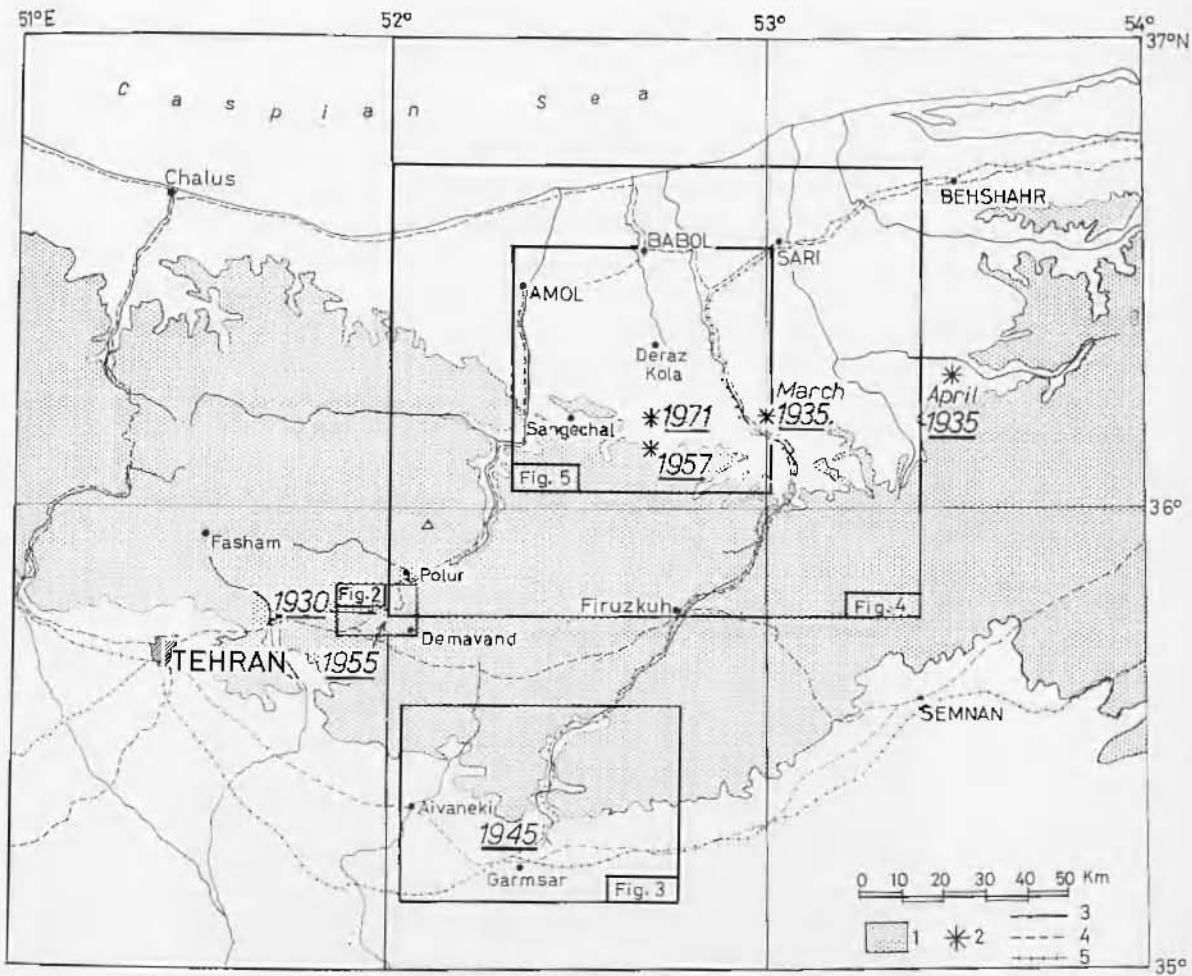 51°E
52°
53°
54°
37°N
Caspian Sea
Chalus
BEHSHAHR
BABOL
SARI
AMOL
Deraz
Kola
March
1935.
April
1935
Sangechal
1971
1957
Fig. 5
36°
Fasham
Polur
1930
Fig. 2
Firuzkuh
Fig. 4
Demavand
TEHRAN
1955
SEMNAN
Aivaneki
1945
Garmsar
Fig. 3
0 10 20 30 40 50 Km
1 2 3
4
5
35°